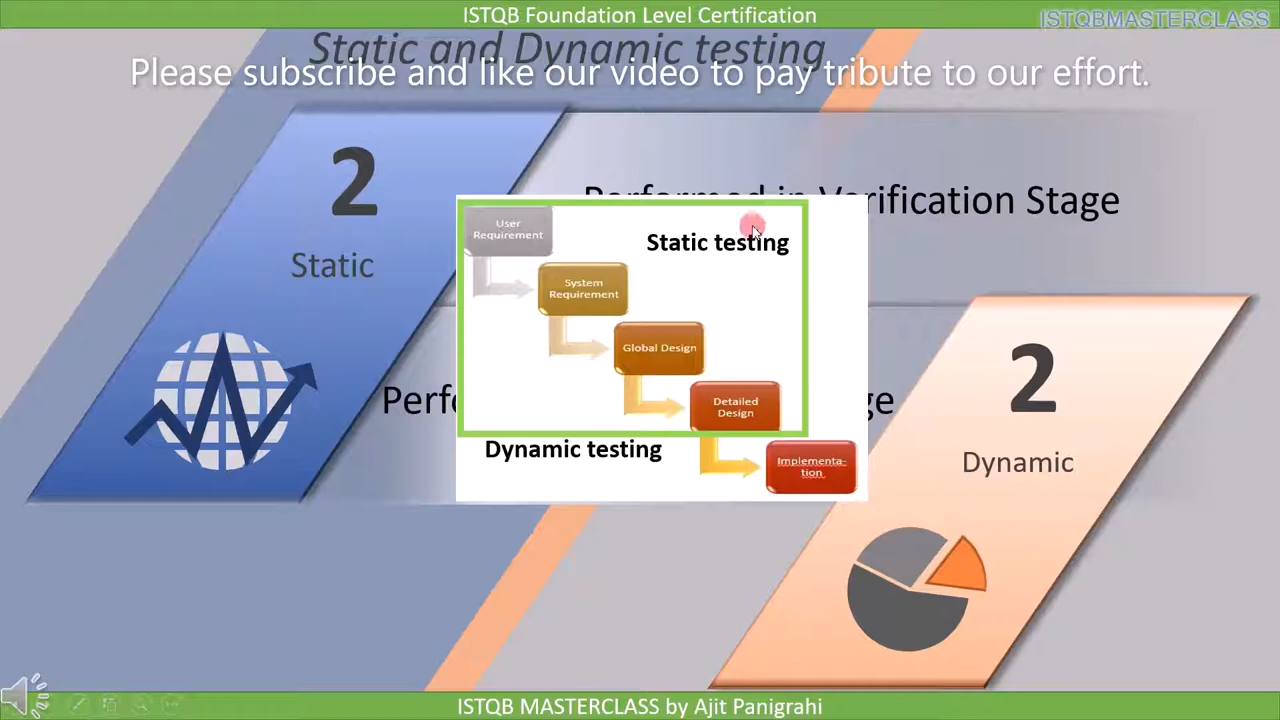 ISTQB Foundation Level Certification
ISTQBMASTERCLASS
Static and Dynamic testing
Please subscribe and like our video to pay tribute to our effort.
2
Static
Performed in Verification Stage
User
Requirement
Static testing
System
Requirement
Global Design
Detailed
Design
Dynamic testing
Implementa-
tion
2
Dynamic
ISTQB MASTERCLASS by Ajit Panigrahi